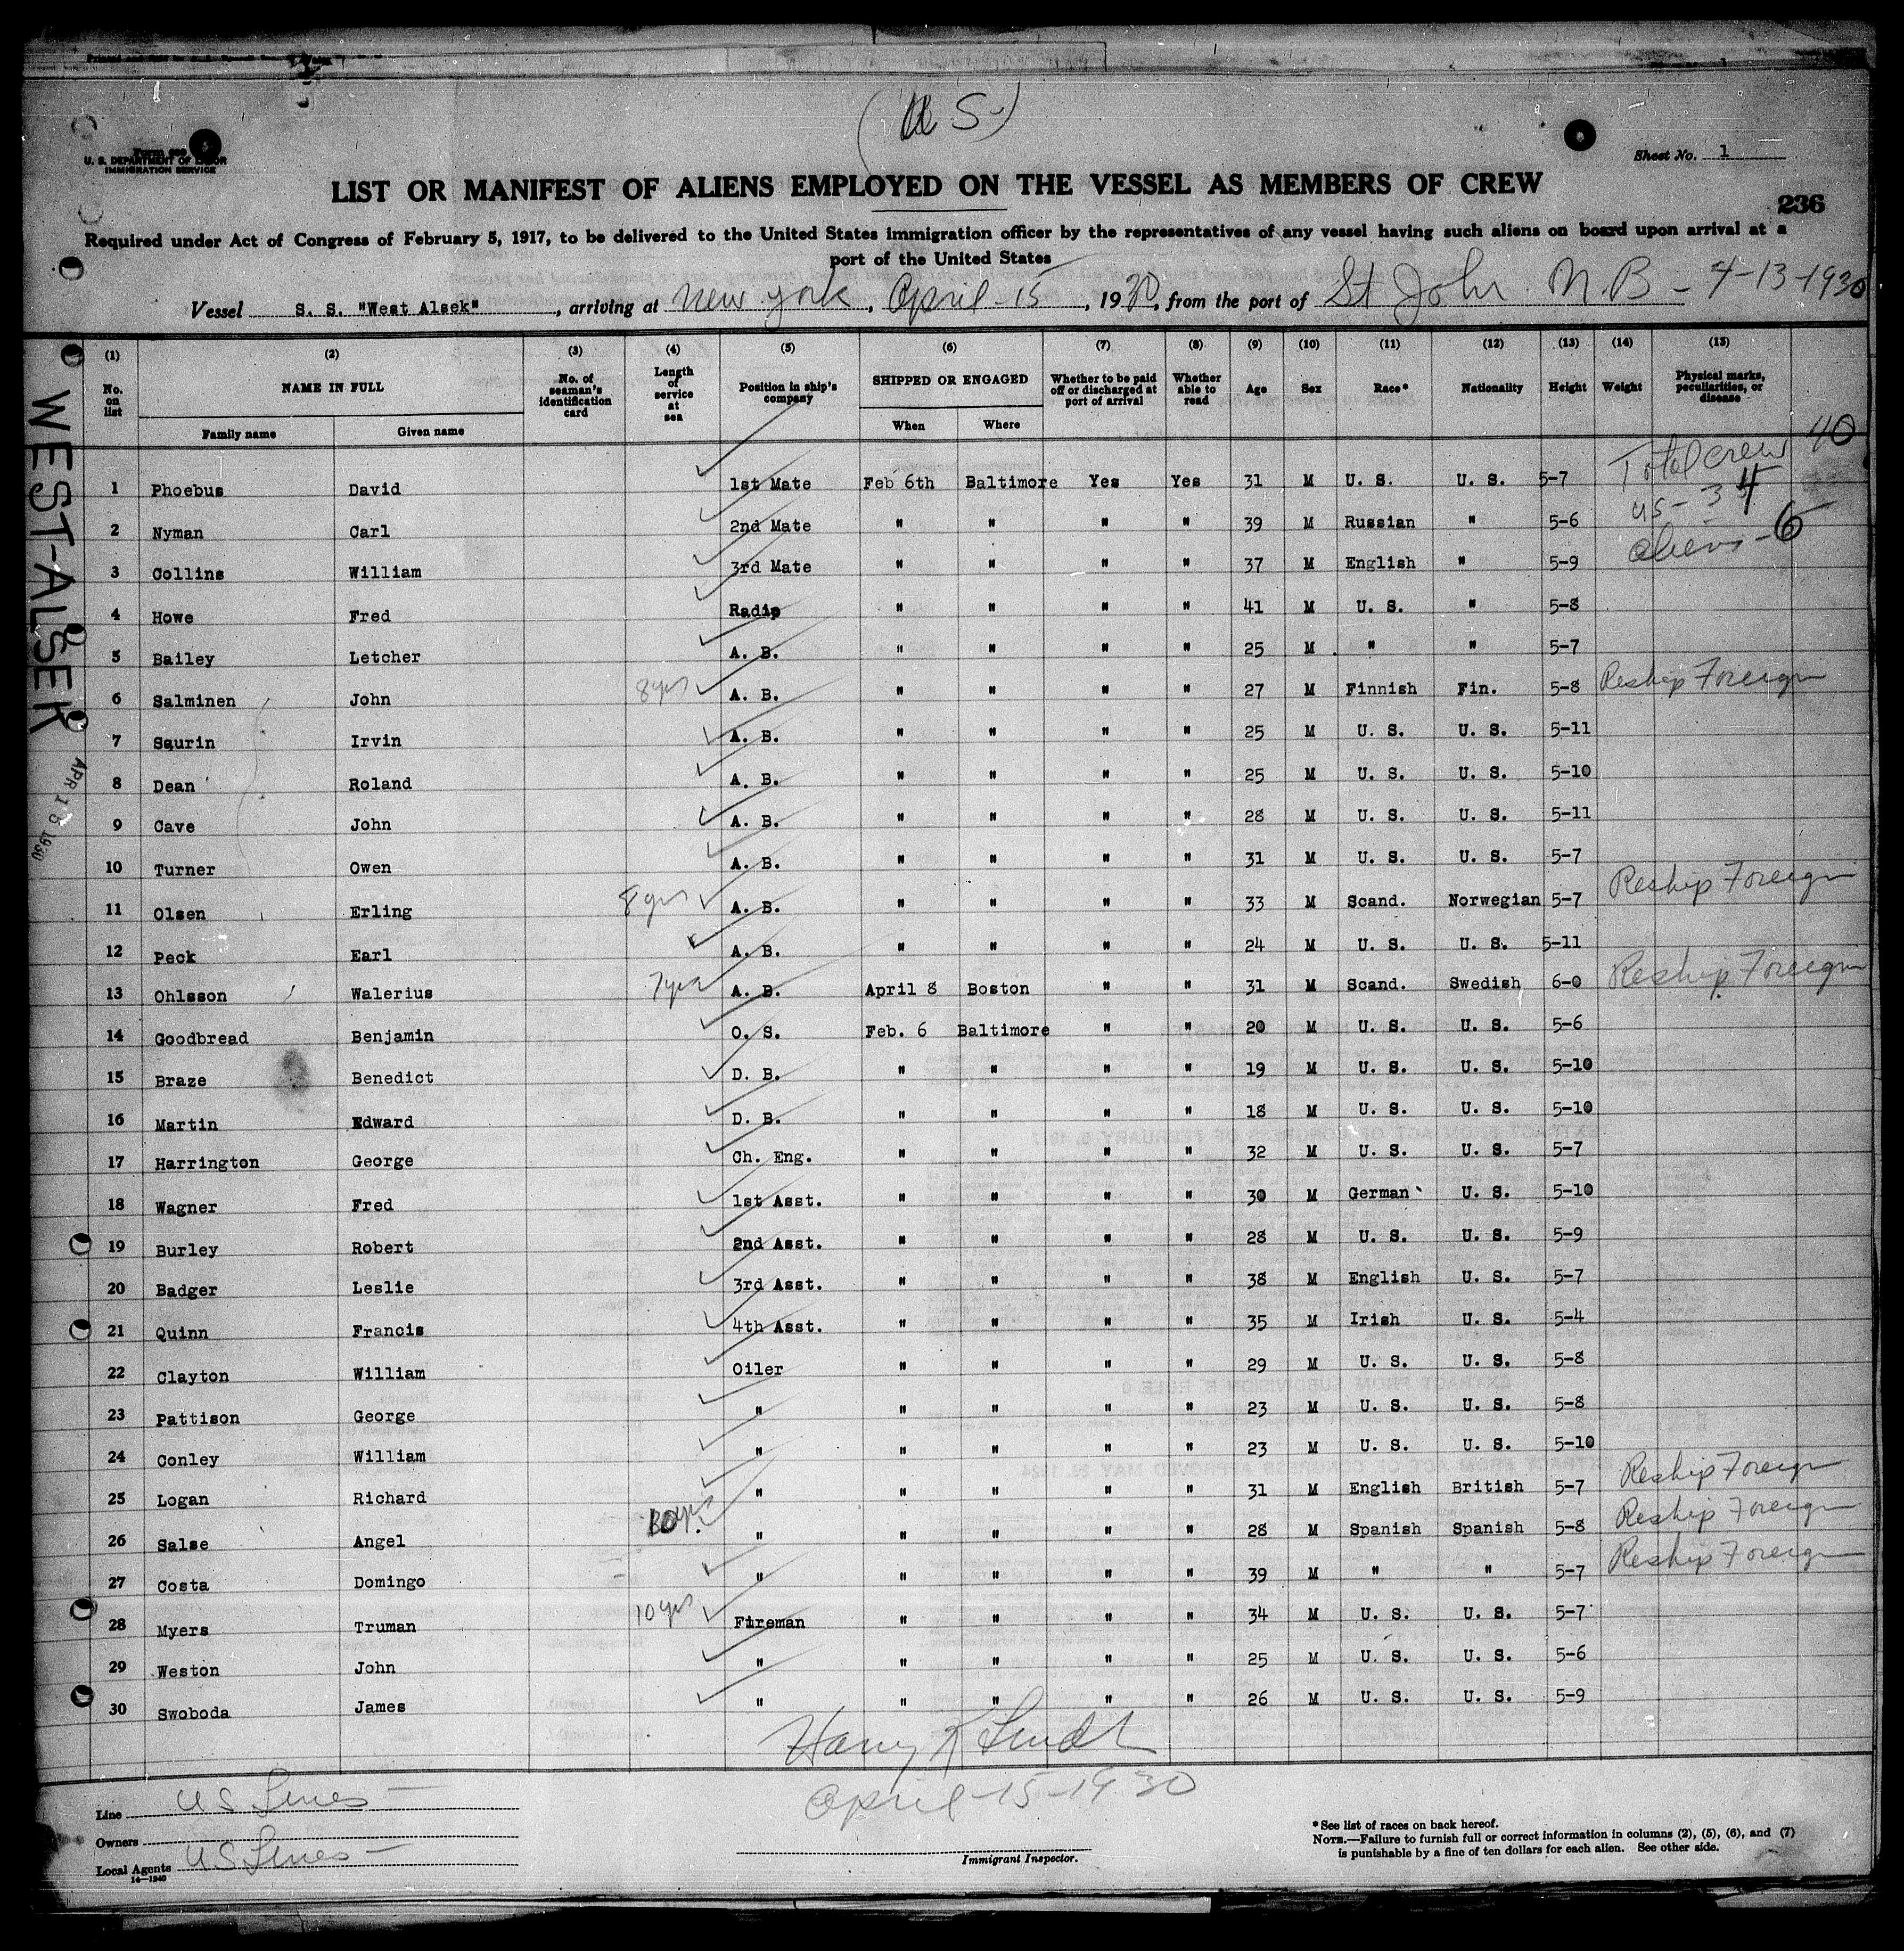 (U S)
Form 689
U. S. DEPARTMENT OF LABOR
IMMIGRATION SERVICE
Sheet No. 1
LIST OR MANIFEST OF ALIENS EMPLOYED ON THE VESSEL AS MEMBERS OF CREW
236
Required under Act of Congress of February 5, 1917, to be delivered to the United States immigration officer by the representatives of any vessel having such aliens on board upon arrival at a
port of the United States
Vessel S. S. "West Alsek", arriving at New York, April-15, 1930, from the port of St John N.B - 4-13-1930
WEST-ALSEK
APR 15 1930
(1) (2) (3) (4) (5) (6) (7) (8) (9) (10) (11) (12) (13) (14) (15)
No. on list NAME IN FULL No. of seaman's identification card Length of service at sea Position in ship's company SHIPPED OR ENGAGED Whether to be paid off or discharged at port of arrival Whether able to read Age Sex Race* Nationality Height Weight Physical marks, peculiarities, or disease
Family name Given name When Where
Total crew 40
US - 34
aliens - 6
1 Phoebus David 1st Mate Feb 6th Baltimore Yes Yes 31 M U. S. U. S. 5-7
2 Nyman Carl 2nd Mate " " " " 39 M Russian " 5-6
3 Collins William 3rd Mate " " " " 37 M English " 5-9
4 Howe Fred Radio " " " " 41 M U. S. " 5-8
5 Bailey Letcher A. B. " " " " 25 M " " 5-7
6 Salminen John 8yrs A. B. " " " " 27 M Finnish Fin. 5-8 Reship Foreign
7 Saurin Irvin A. B. " " " " 25 M U. S. U. S. 5-11
8 Dean Roland A. B. " " " " 25 M U. S. U. S. 5-10
9 Cave John A. B. " " " " 28 M U. S. U. S. 5-11
10 Turner Owen A. B. " " " " 31 M U. S. U. S. 5-7
11 Olsen Erling 8yrs A. B. " " " " 33 M Scand. Norwegian 5-7 Reship Foreign
12 Peck Earl A. B. " " " " 24 M U. S. U. S. 5-11
13 Ohlsson Walerius 7yrs A. B. April 8 Boston " " 31 M Scand. Swedish 6-0 Reship Foreign
14 Goodbread Benjamin O. S. Feb. 6 Baltimore " " 20 M U. S. U. S. 5-6
15 Braze Benedict D. B. " " " " 19 M U. S. U. S. 5-10
16 Martin Edward D. B. " " " " 18 M U. S. U. S. 5-10
17 Harrington George Ch. Eng. " " " " 32 M U. S. U. S. 5-7
18 Wagner Fred 1st Asst. " " " " 30 M German U. S. 5-10
19 Burley Robert 2nd Asst. " " " " 28 M U. S. U. S. 5-9
20 Badger Leslie 3rd Asst. " " " " 38 M English U. S. 5-7
21 Quinn Francis 4th Asst. " " " " 35 M Irish U. S. 5-4
22 Clayton William Oiler " " " " 29 M U. S. U. S. 5-8
23 Pattison George " " " " " 23 M U. S. U. S. 5-8
24 Conley William " " " " " 23 M U. S. U. S. 5-10
25 Logan Richard " " " " " 31 M English British 5-7 Reship Foreign
26 Salse Angel 10yrs " " " " " 28 M Spanish Spanish 5-8 Reship Foreign
27 Costa Domingo " " " " " 39 M " " 5-7 Reship Foreign
28 Myers Truman 10yrs Fireman " " " " 34 M U. S. U. S. 5-7
29 Weston John " " " " " 25 M U. S. U. S. 5-6
30 Swoboda James " " " " " 26 M U. S. U. S. 5-9
Harry K
April-15-1930
Line US Lines
Owners
Local Agents US Lines
14-1240
Immigrant Inspector.
*See list of races on back hereof.
NOTE.—Failure to furnish full or correct information in columns (2), (5), (6), and (7)
is punishable by a fine of ten dollars for each alien. See other side.